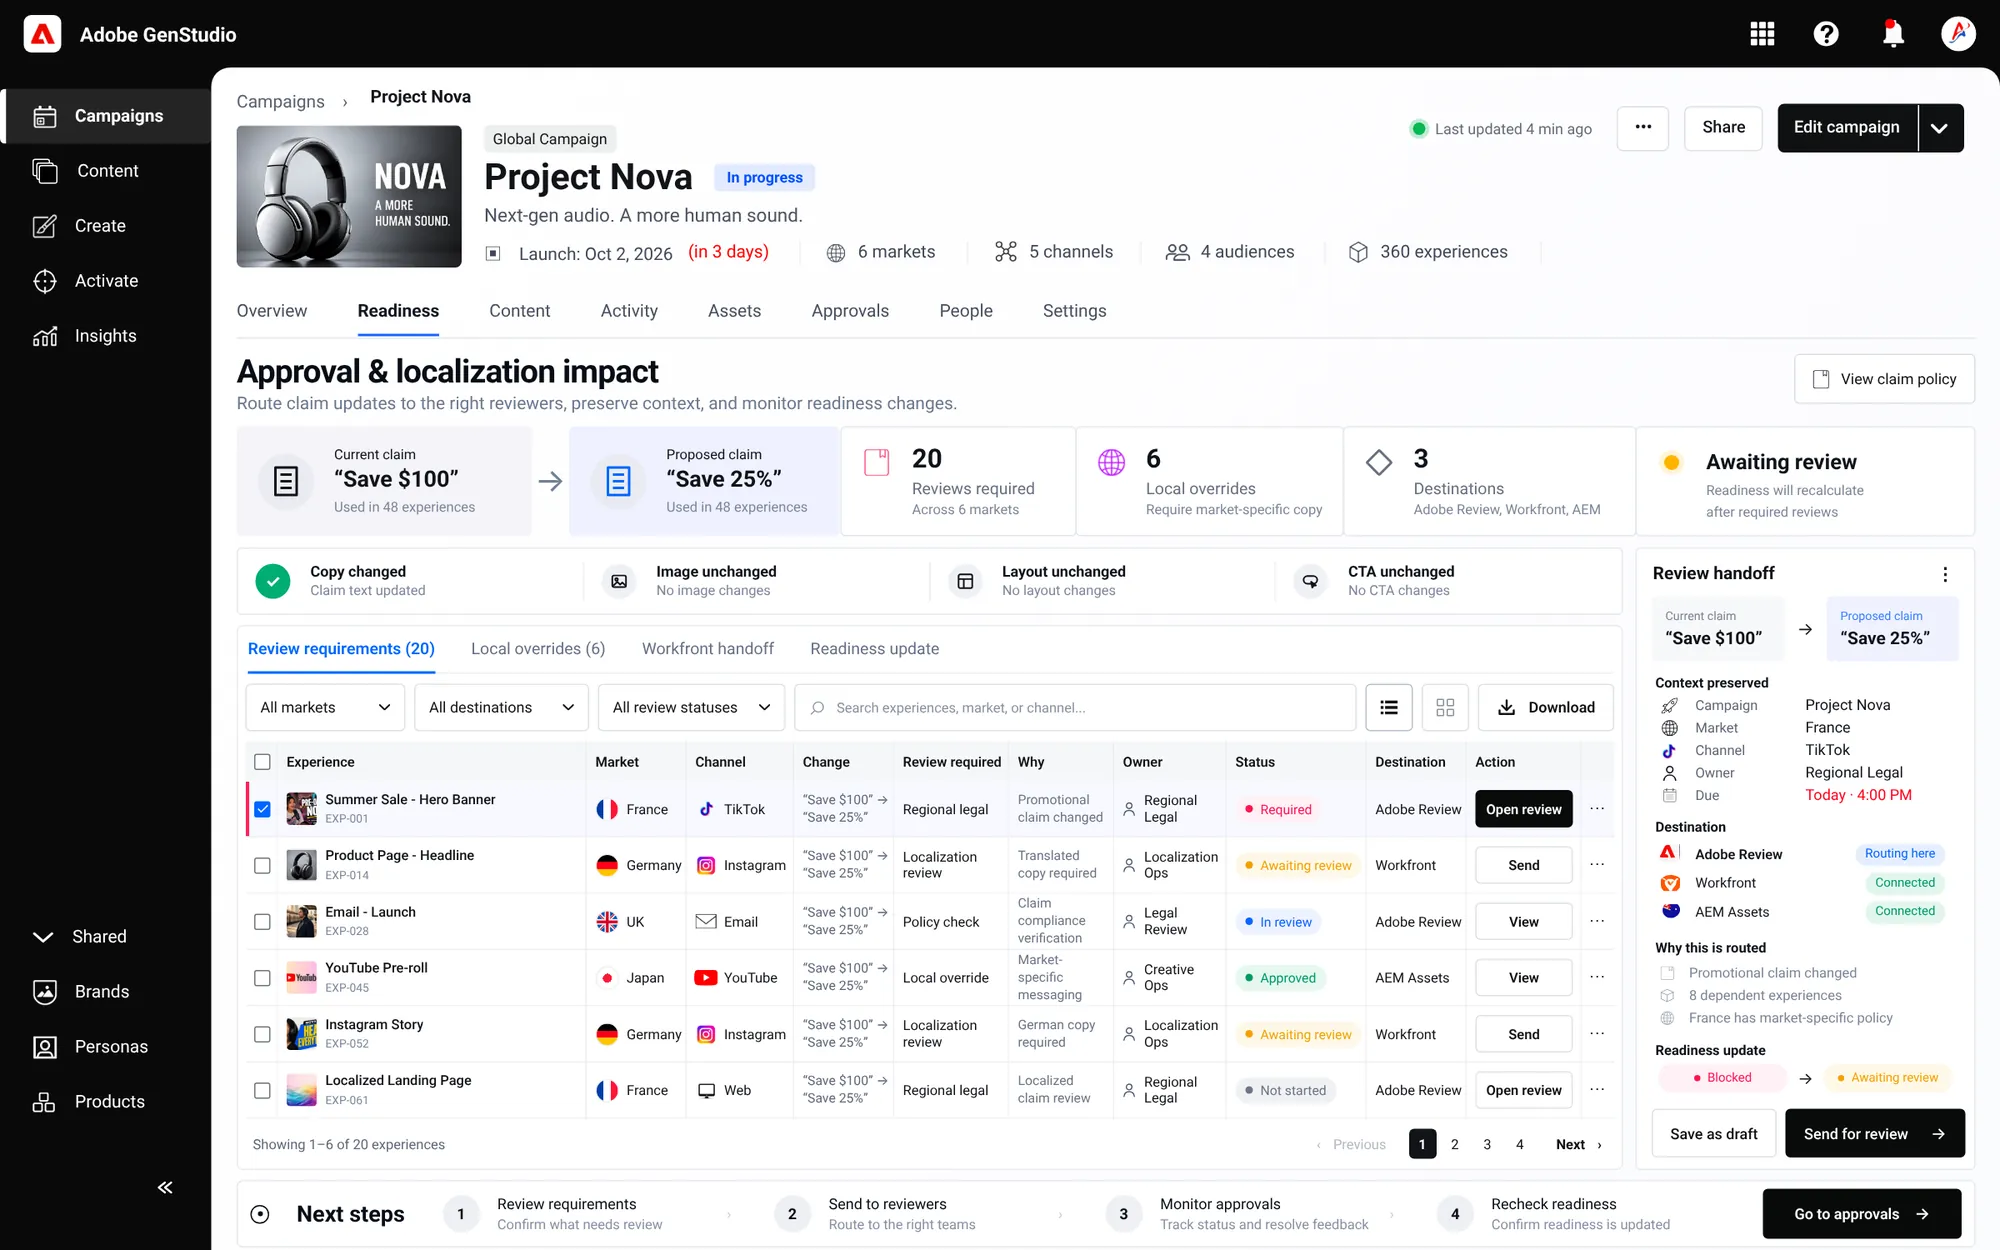 Adobe GenStudio
Campaigns
Content
Create
Activate
Insights
Shared
Brands
Personas
Products
Campaigns › Project Nova
NOVA
A MORE
HUMAN SOUND.
Global Campaign
Project Nova
In progress
Next-gen audio. A more human sound.
Launch: Oct 2, 2026 (in 3 days)
6 markets
5 channels
4 audiences
360 experiences
Last updated 4 min ago
Share
Edit campaign
Overview
Readiness
Content
Activity
Assets
Approvals
People
Settings
Approval & localization impact
Route claim updates to the right reviewers, preserve context, and monitor readiness changes.
View claim policy
Current claim
“Save $100”
Used in 48 experiences
Proposed claim
“Save 25%”
Used in 48 experiences
20
Reviews required
Across 6 markets
6
Local overrides
Require market-specific copy
3
Destinations
Adobe Review, Workfront, AEM
Awaiting review
Readiness will recalculate
after required reviews
Copy changed
Claim text updated
Image unchanged
No image changes
Layout unchanged
No layout changes
CTA unchanged
No CTA changes
Review requirements (20)
Local overrides (6)
Workfront handoff
Readiness update
All markets
All destinations
All review statuses
Search experiences, market, or channel...
Download
Experience Market Channel Change Review required Why Owner Status Destination Action
Summer Sale - Hero Banner
EXP-001
France
TikTok
“Save $100” →
“Save 25%”
Regional legal
Promotional
claim changed
Regional
Legal
Required
Adobe Review
Open review
Product Page - Headline
EXP-014
Germany
Instagram
“Save $100” →
“Save 25%”
Localization
review
Translated
copy required
Localization
Ops
Awaiting review
Workfront
Send
Email - Launch
EXP-028
UK
Email
“Save $100” →
“Save 25%”
Policy check
Claim
compliance
verification
Legal
Review
In review
Adobe Review
View
YouTube
YouTube Pre-roll
EXP-045
Japan
YouTube
“Save $100” →
“Save 25%”
Local override
Market-
specific
messaging
Creative
Ops
Approved
AEM Assets
View
Instagram Story
EXP-052
Germany
Instagram
“Save $100” →
“Save 25%”
Localization
review
German copy
required
Localization
Ops
Awaiting review
Workfront
Send
Localized Landing Page
EXP-061
France
Web
“Save $100” →
“Save 25%”
Regional legal
Localized
claim review
Regional
Legal
Not started
Adobe Review
Open review
Showing 1–6 of 20 experiences
‹ Previous 1 2 3 4 Next ›
Review handoff
Current claim
“Save $100”
Proposed claim
“Save 25%”
Context preserved
Campaign Project Nova
Market France
Channel TikTok
Owner Regional Legal
Due Today · 4:00 PM
Destination
Adobe Review Routing here
Workfront Connected
AEM Assets Connected
Why this is routed
Promotional claim changed
8 dependent experiences
France has market-specific policy
Readiness update
Blocked → Awaiting review
Save as draft
Send for review →
Next steps
1
Review requirements
Confirm what needs review
2
Send to reviewers
Route to the right teams
3
Monitor approvals
Track status and resolve feedback
4
Recheck readiness
Confirm readiness is updated
Go to approvals →